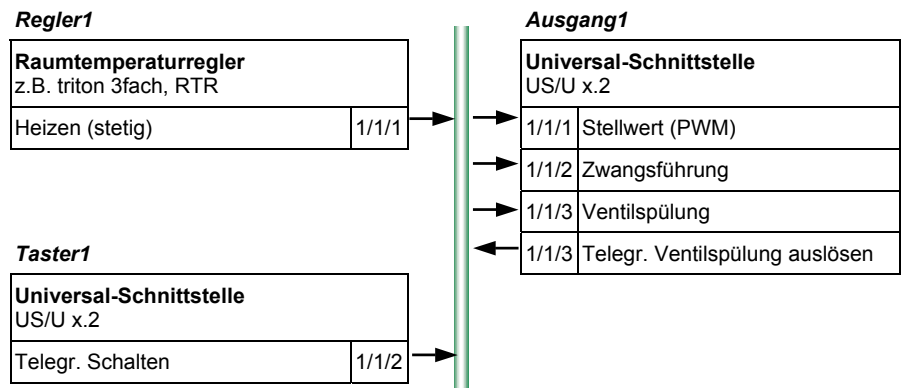 Regler1
Raumtemperaturregler
z.B. triton 3fach, RTR
Heizen (stetig) 1/1/1
Taster1
Universal-Schnittstelle
US/U x.2
Telegr. Schalten 1/1/2
Ausgang1
Universal-Schnittstelle
US/U x.2
1/1/1 Stellwert (PWM)
1/1/2 Zwangsführung
1/1/3 Ventilspülung
1/1/3 Telegr. Ventilspülung auslösen